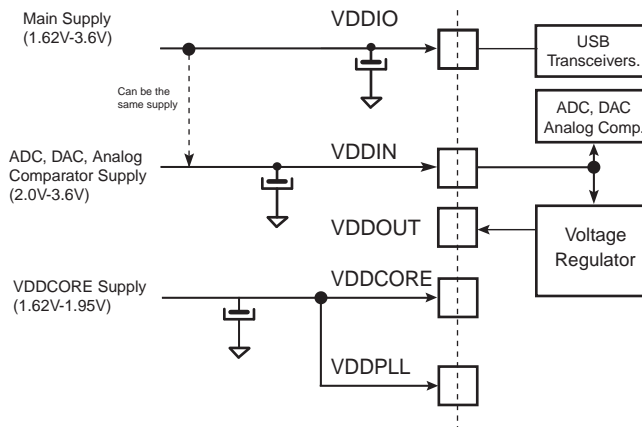 Main Supply
(1.62V-3.6V)
VDDIO
USB
Transceivers.
Can be the
same supply
ADC, DAC
Analog Comp.
ADC, DAC, Analog
Comparator Supply
(2.0V-3.6V)
VDDIN
VDDOUT
Voltage
Regulator
VDDCORE Supply
(1.62V-1.95V)
VDDCORE
VDDPLL